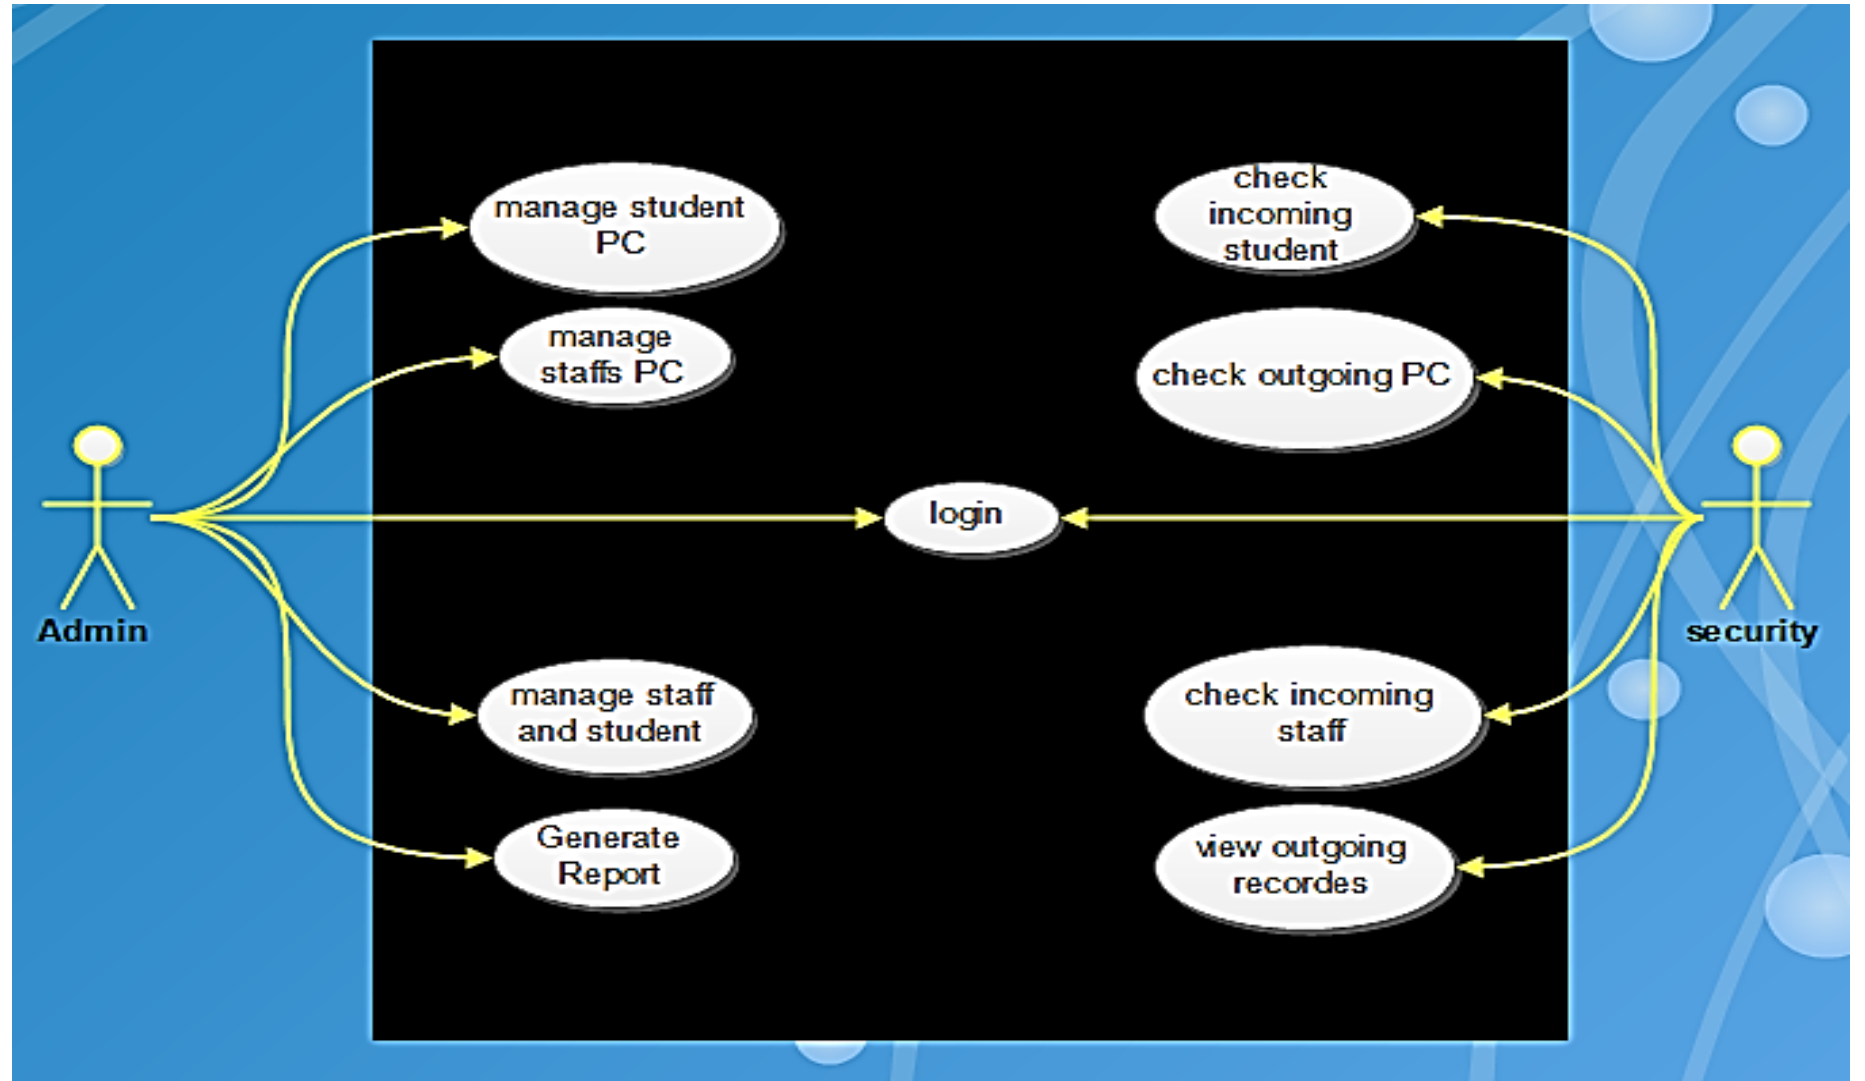 manage student
PC
manage
staffs PC
login
manage staff
and student
Generate
Report
Admin
check
incoming
student
check outgoing PC
check incoming
staff
view outgoing
recordes
security